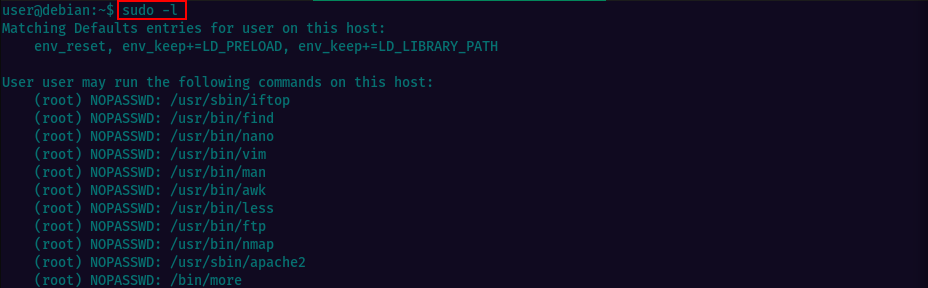 user@debian:~$ sudo -l
Matching Defaults entries for user on this host:
    env_reset, env_keep+=LD_PRELOAD, env_keep+=LD_LIBRARY_PATH

User user may run the following commands on this host:
    (root) NOPASSWD: /usr/sbin/iftop
    (root) NOPASSWD: /usr/bin/find
    (root) NOPASSWD: /usr/bin/nano
    (root) NOPASSWD: /usr/bin/vim
    (root) NOPASSWD: /usr/bin/man
    (root) NOPASSWD: /usr/bin/awk
    (root) NOPASSWD: /usr/bin/less
    (root) NOPASSWD: /usr/bin/ftp
    (root) NOPASSWD: /usr/bin/nmap
    (root) NOPASSWD: /usr/sbin/apache2
    (root) NOPASSWD: /bin/more